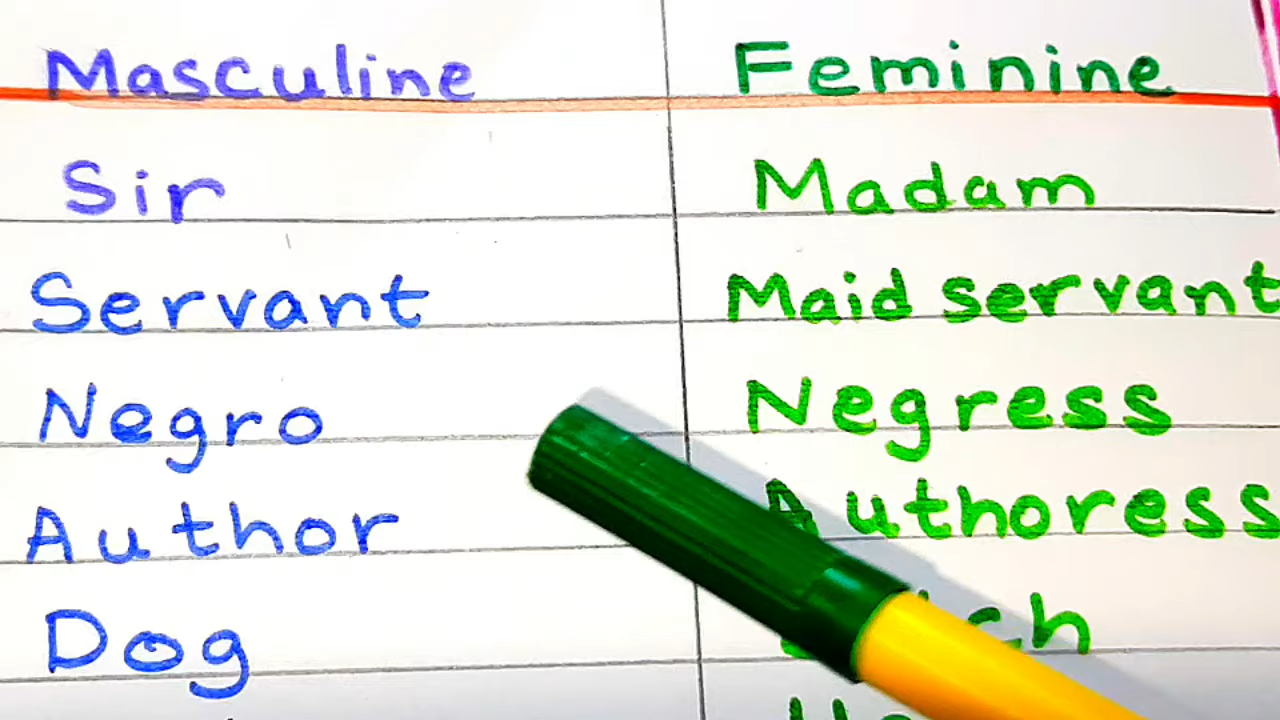 Masculine Feminine
Sir Madam
Servant Maid servant
Negro Negress
Author Authoress
Dog